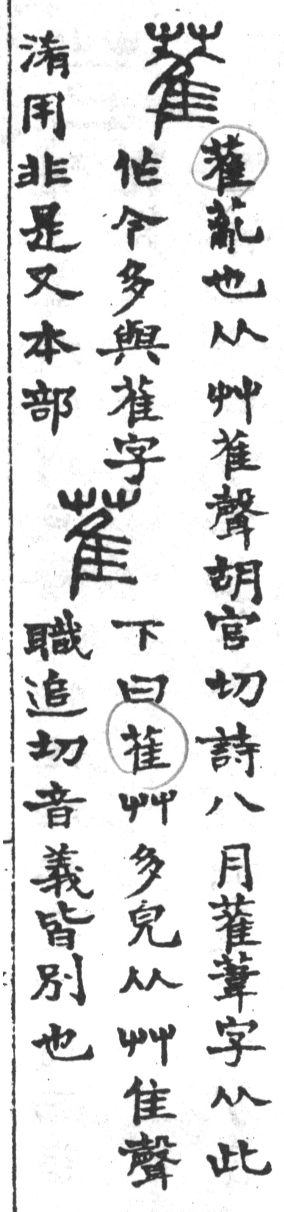 萑
萑薍也从艸雈聲胡官切詩八月萑葦字从此
作今多與雈字
淆用非是又本部
萑
下曰萑艸多皃从艸隹聲
職追切音義皆別也